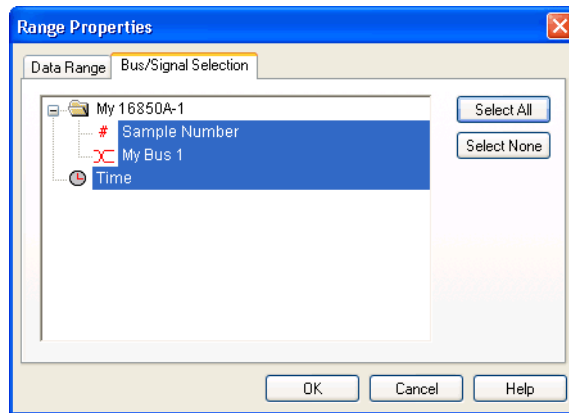 Range Properties
Data Range
Bus/Signal Selection
My 16850A-1
# Sample Number
My Bus 1
Time
Select All
Select None
OK
Cancel
Help